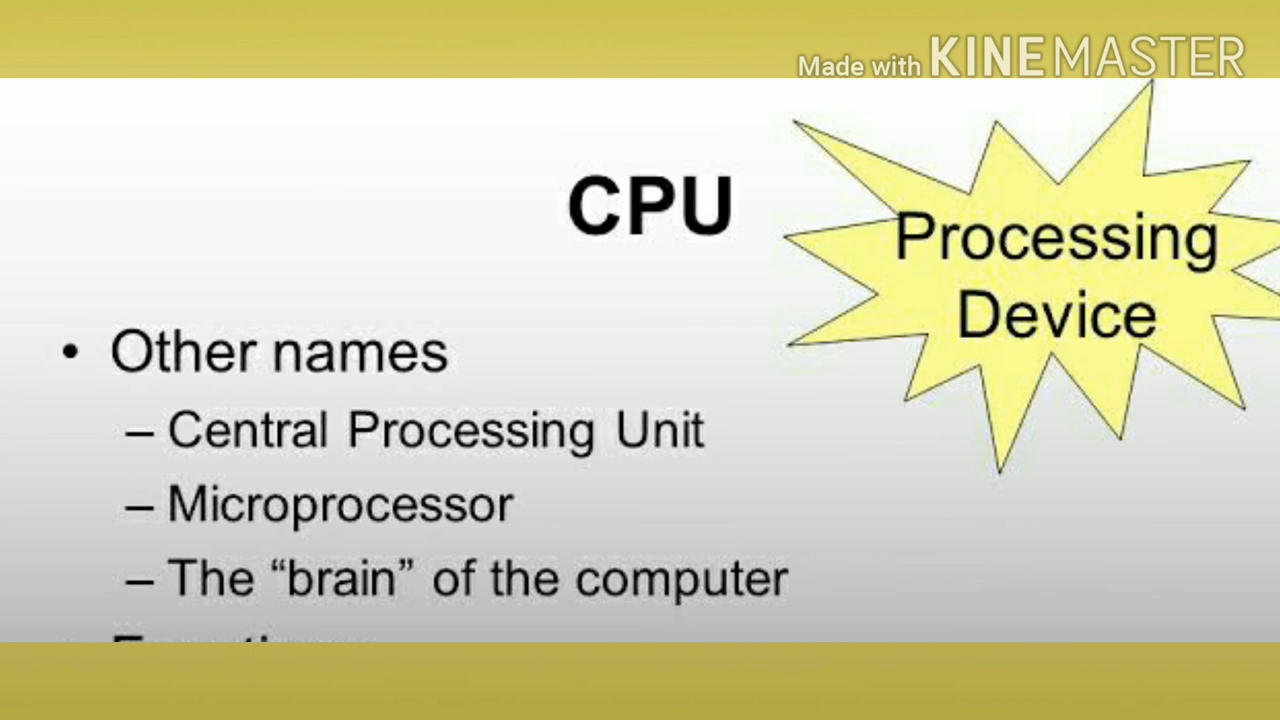 Made with KINEMASTER
CPU
Processing
Device
• Other names
– Central Processing Unit
– Microprocessor
– The “brain” of the computer